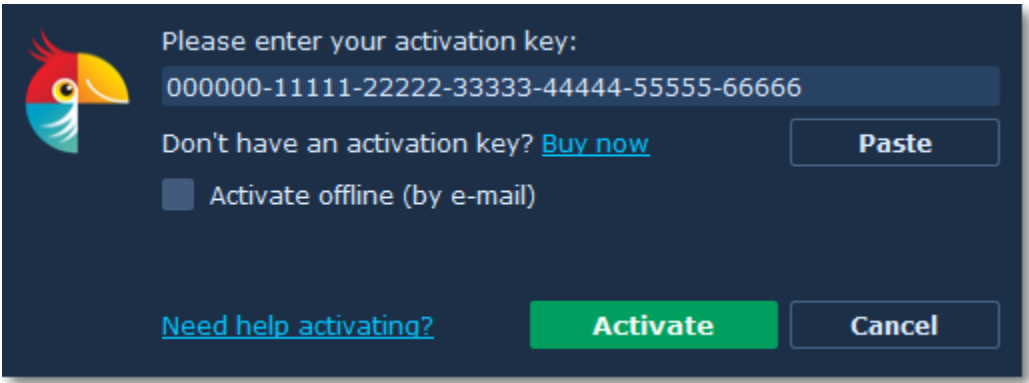 Please enter your activation key:
000000-11111-22222-33333-44444-55555-66666
Don't have an activation key? Buy now
Paste
Activate offline (by e-mail)
Need help activating?
Activate
Cancel